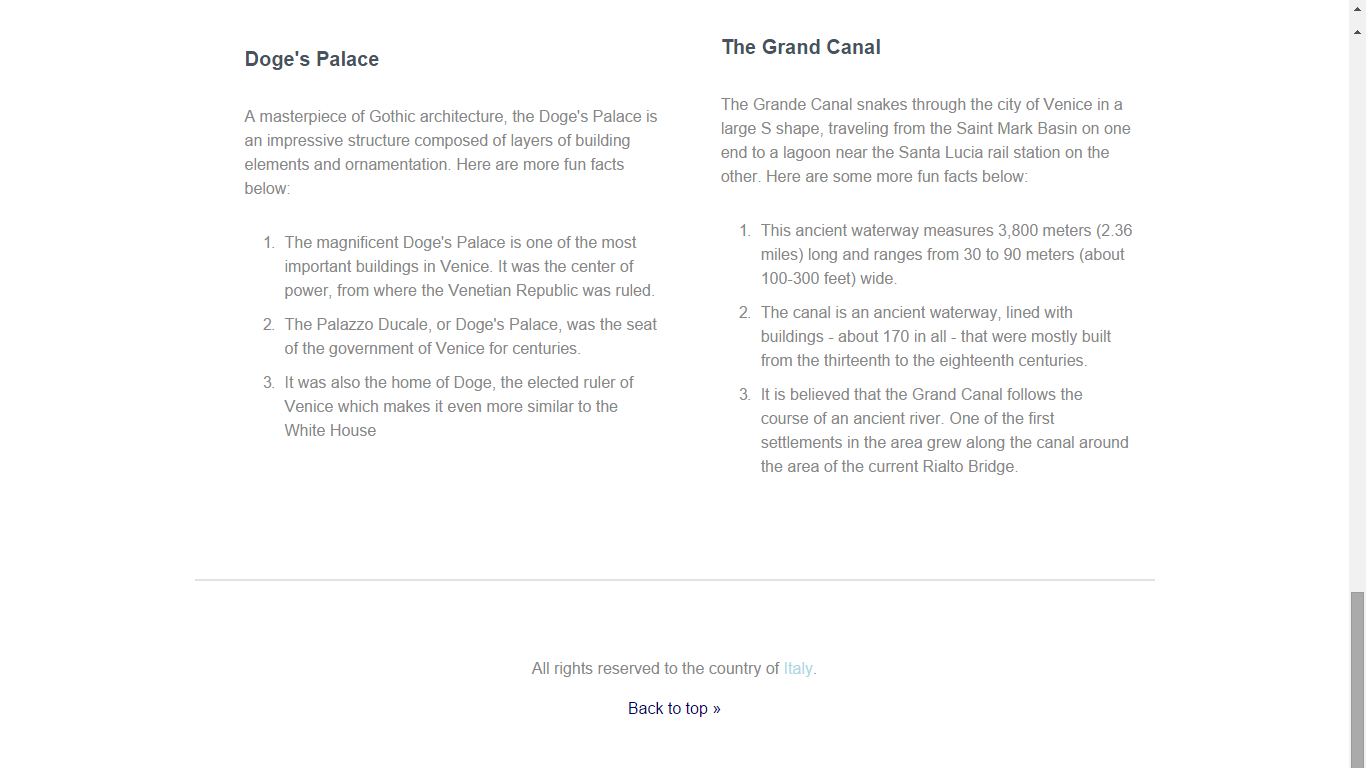 Doge's Palace
A masterpiece of Gothic architecture, the Doge's Palace is
an impressive structure composed of layers of building
elements and ornamentation. Here are more fun facts
below:
1. The magnificent Doge's Palace is one of the most
important buildings in Venice. It was the center of
power, from where the Venetian Republic was ruled.
2. The Palazzo Ducale, or Doge's Palace, was the seat
of the government of Venice for centuries.
3. It was also the home of Doge, the elected ruler of
Venice which makes it even more similar to the
White House
The Grand Canal
The Grande Canal snakes through the city of Venice in a
large S shape, traveling from the Saint Mark Basin on one
end to a lagoon near the Santa Lucia rail station on the
other. Here are some more fun facts below:
1. This ancient waterway measures 3,800 meters (2.36
miles) long and ranges from 30 to 90 meters (about
100-300 feet) wide.
2. The canal is an ancient waterway, lined with
buildings - about 170 in all - that were mostly built
from the thirteenth to the eighteenth centuries.
3. It is believed that the Grand Canal follows the
course of an ancient river. One of the first
settlements in the area grew along the canal around
the area of the current Rialto Bridge.
All rights reserved to the country of Italy.
Back to top »